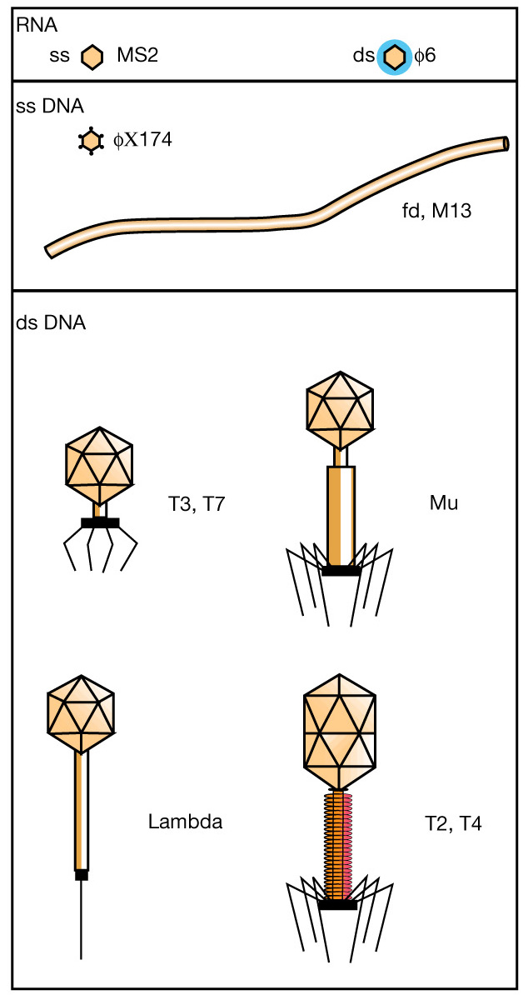 RNA
ss MS2 ds ϕ6
ss DNA
ϕX174
fd, M13
ds DNA
T3, T7 Mu
Lambda T2, T4